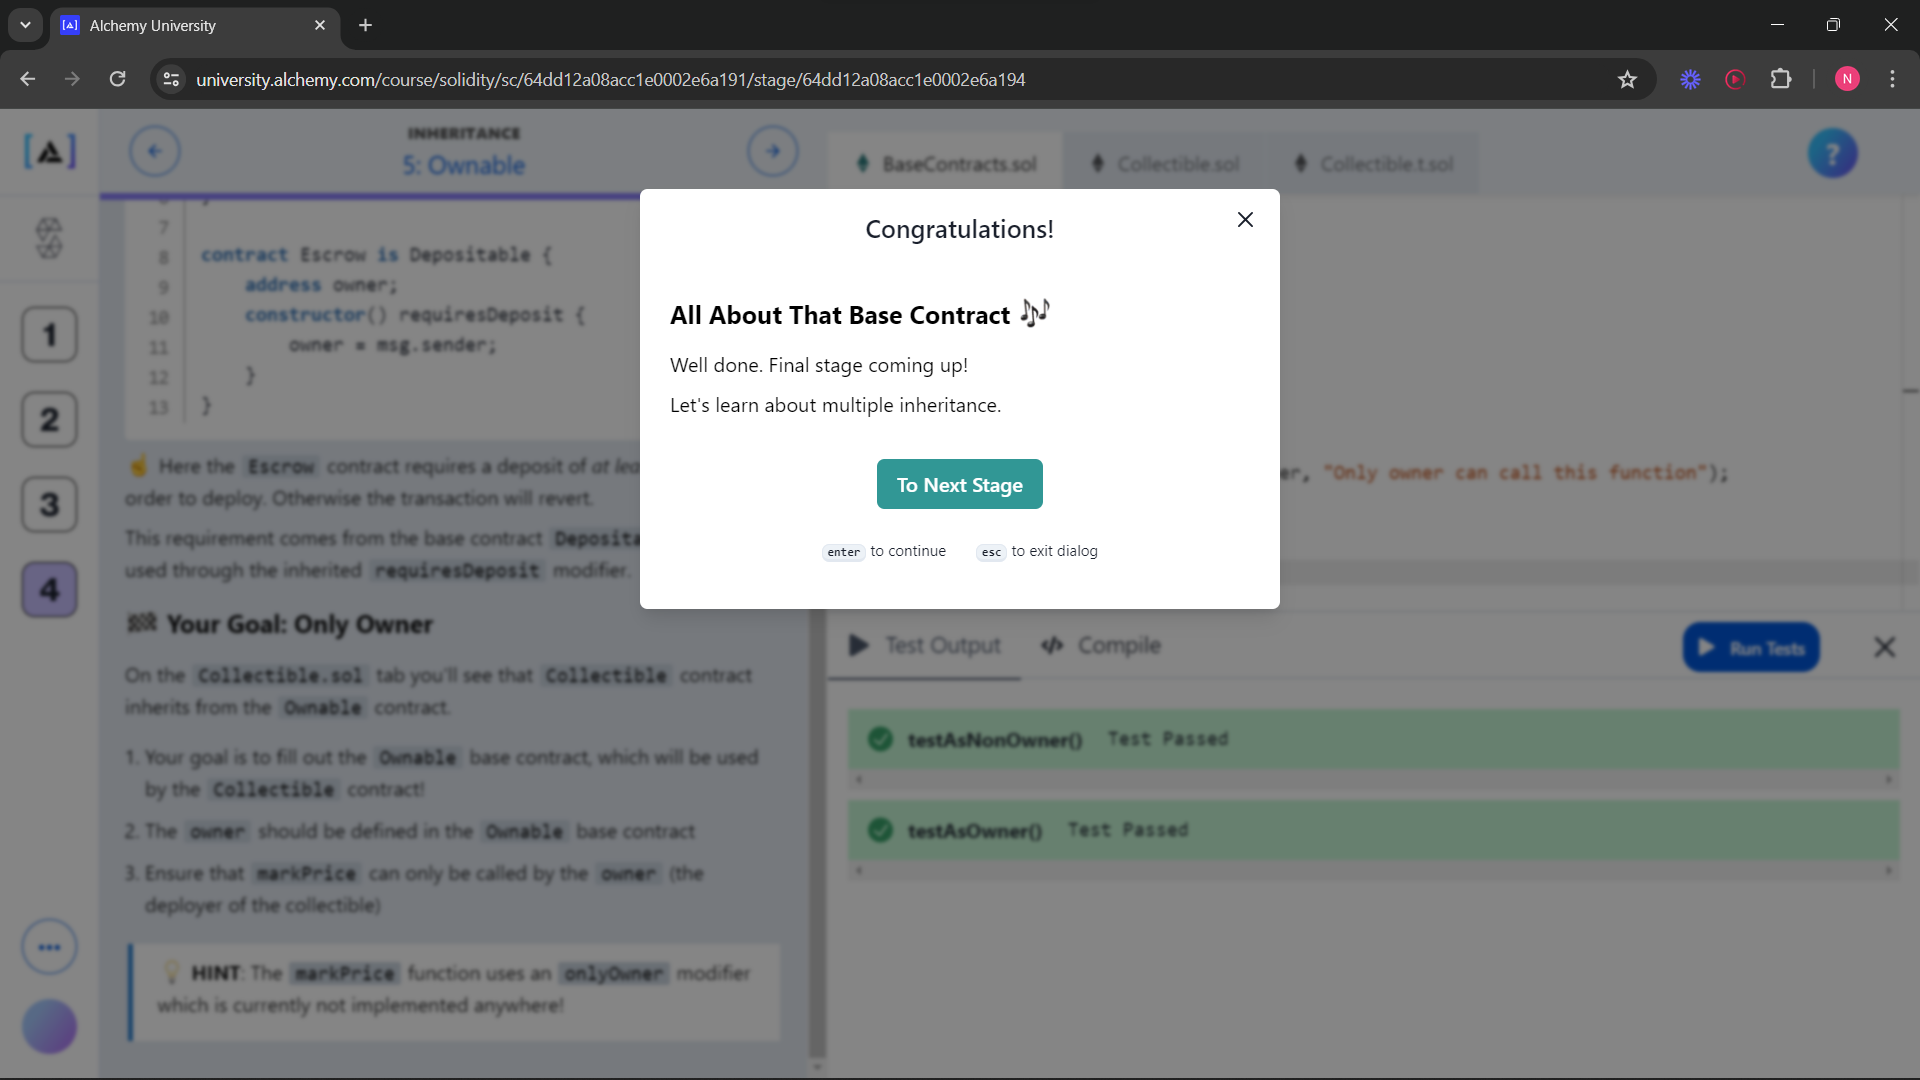 Alchemy University
university.alchemy.com/course/solidity/sc/64dd12a08acc1e0002e6a191/stage/64dd12a08acc1e0002e6a194
N
INHERITANCE
5: Ownable
BaseContracts.sol
Collectible.sol
Collectible.t.sol
?
1
2
3
4
7
8 contract Escrow is Depositable {
9 address owner;
10 constructor() requiresDeposit {
11 owner = msg.sender;
12 }
13 }
☝ Here the Escrow contract requires a deposit of at
order to deploy. Otherwise the transaction will revert.
This requirement comes from the base contract
used through the inherited requiresDeposit modifier.
🏁 Your Goal: Only Owner
On the Collectible.sol tab you'll see that Collectible contract
inherits from the Ownable contract.
1. Your goal is to fill out the Ownable base contract, which will be used
by the Collectible contract!
2. The owner should be defined in the Ownable base contract
3. Ensure that markPrice can only be called by the owner (the
deployer of the collectible)
💡 HINT: The markPrice function uses an onlyOwner modifier
which is currently not implemented anywhere!
Congratulations!
All About That Base Contract 🎶
Well done. Final stage coming up!
Let's learn about multiple inheritance.
To Next Stage
enter to continue esc to exit dialog
"Only owner can call this function");
Test Output
</> Compile
Run Tests
testAsNonOwner() Test Passed
testAsOwner() Test Passed